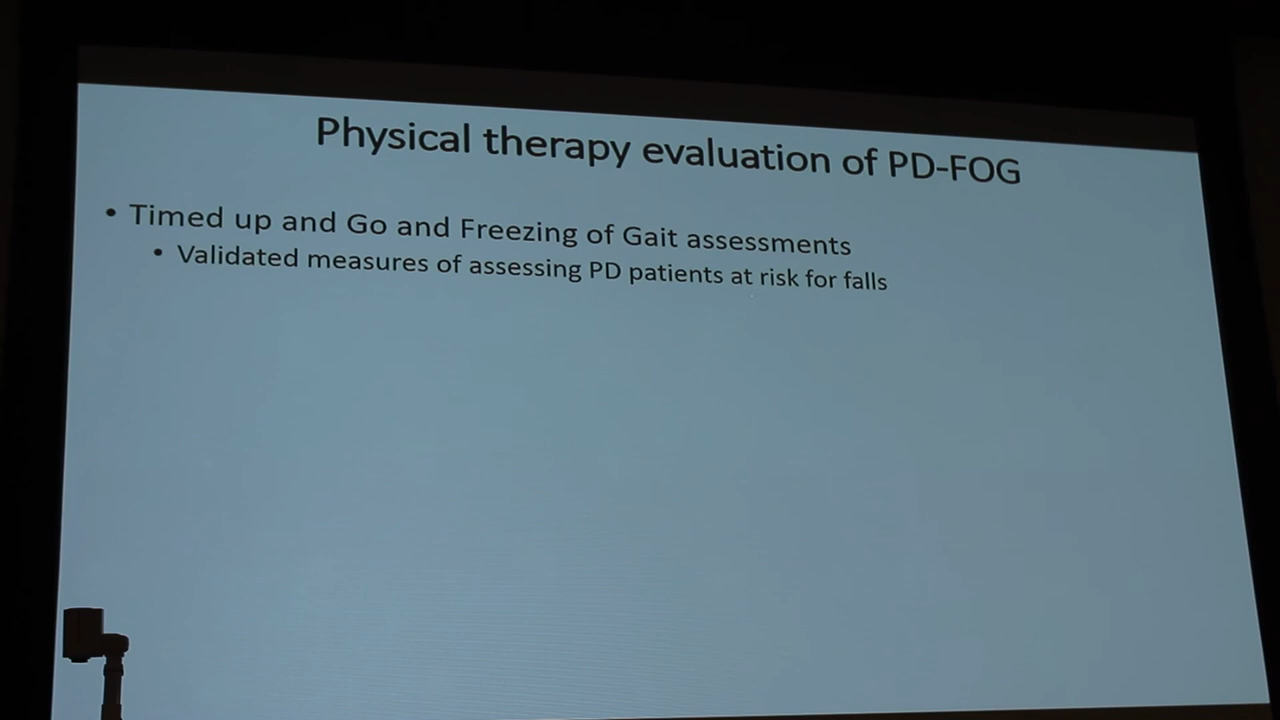 Physical therapy evaluation of PD-FOG
• Timed up and Go and Freezing of Gait assessments
• Validated measures of assessing PD patients at risk for falls